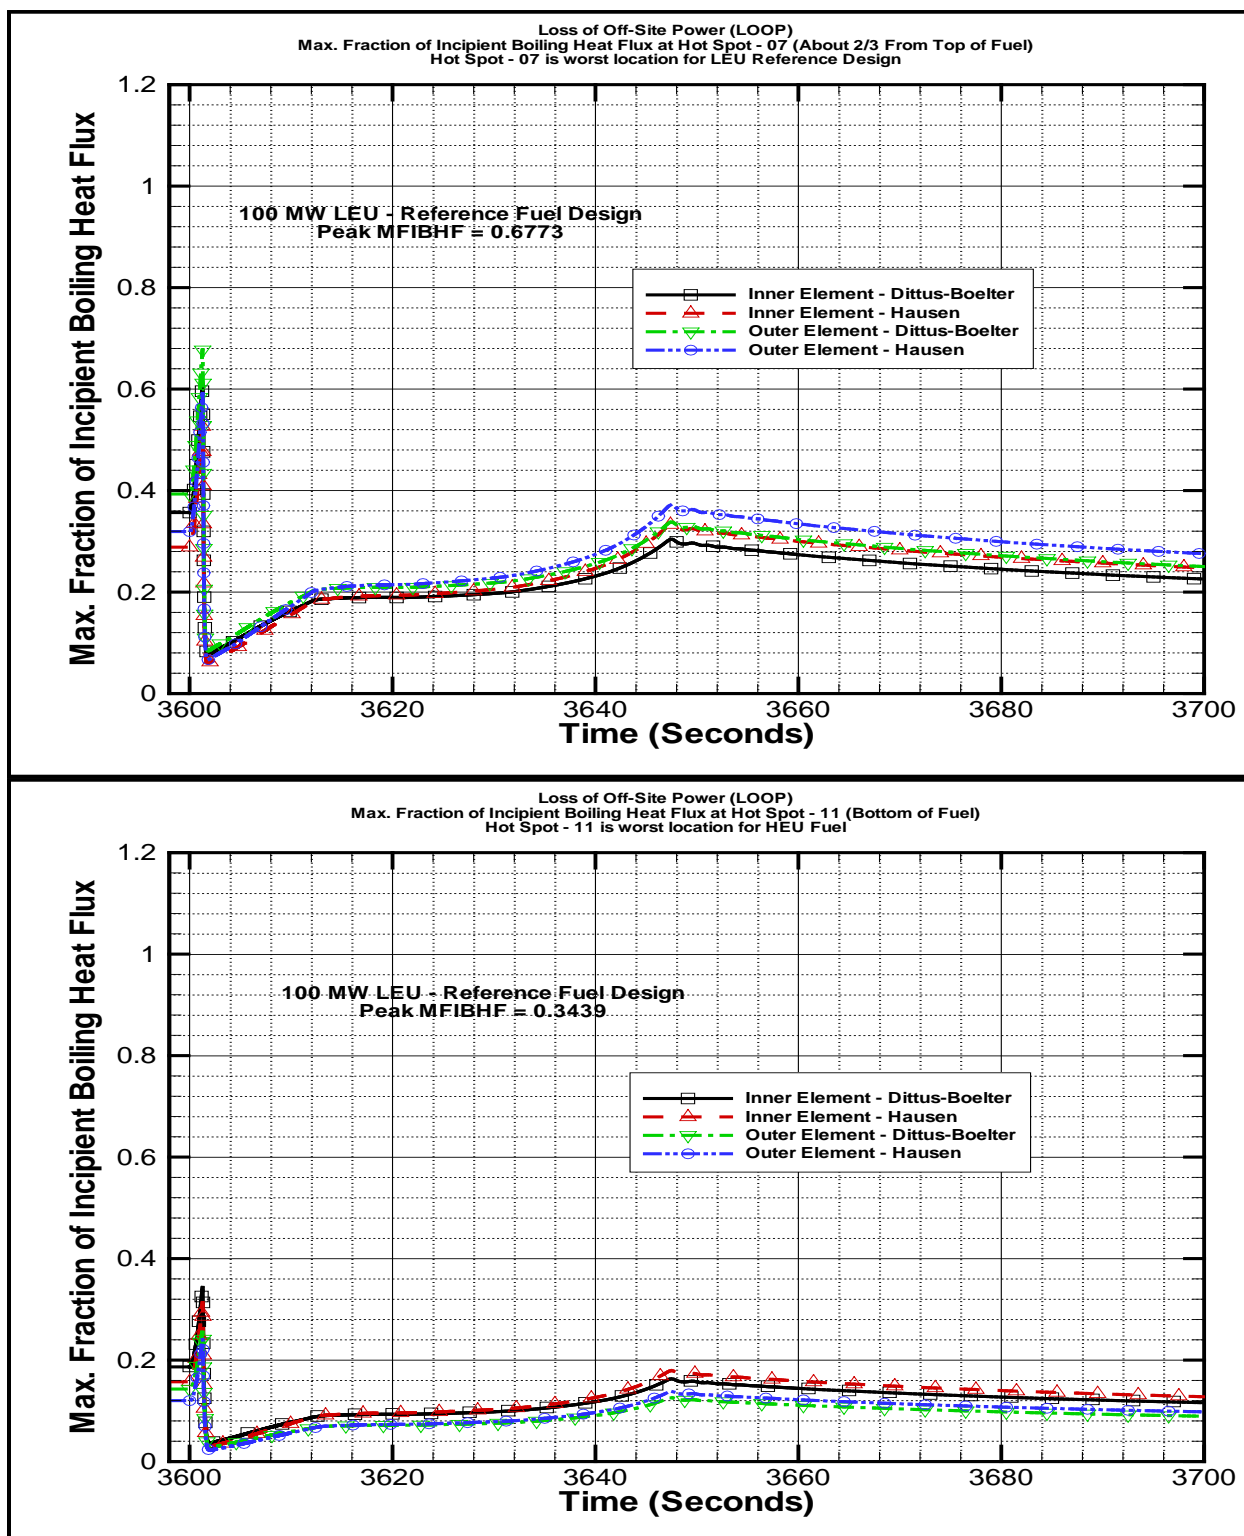 Loss of Off-Site Power (LOOP)
Max. Fraction of Incipient Boiling Heat Flux at Hot Spot - 07 (About 2/3 From Top of Fuel)
Hot Spot - 07 is worst location for LEU Reference Design
Max. Fraction of Incipient Boiling Heat Flux
1.2
1
0.8
0.6
0.4
0.2
0
100 MW LEU - Reference Fuel Design
Peak MFIBHF = 0.6773
Inner Element - Dittus-Boelter
Inner Element - Hausen
Outer Element - Dittus-Boelter
Outer Element - Hausen
3600 3620 3640 3660 3680 3700
Time (Seconds)
Loss of Off-Site Power (LOOP)
Max. Fraction of Incipient Boiling Heat Flux at Hot Spot - 11 (Bottom of Fuel)
Hot Spot - 11 is worst location for HEU Fuel
Max. Fraction of Incipient Boiling Heat Flux
1.2
1
0.8
0.6
0.4
0.2
0
100 MW LEU - Reference Fuel Design
Peak MFIBHF = 0.3439
Inner Element - Dittus-Boelter
Inner Element - Hausen
Outer Element - Dittus-Boelter
Outer Element - Hausen
3600 3620 3640 3660 3680 3700
Time (Seconds)